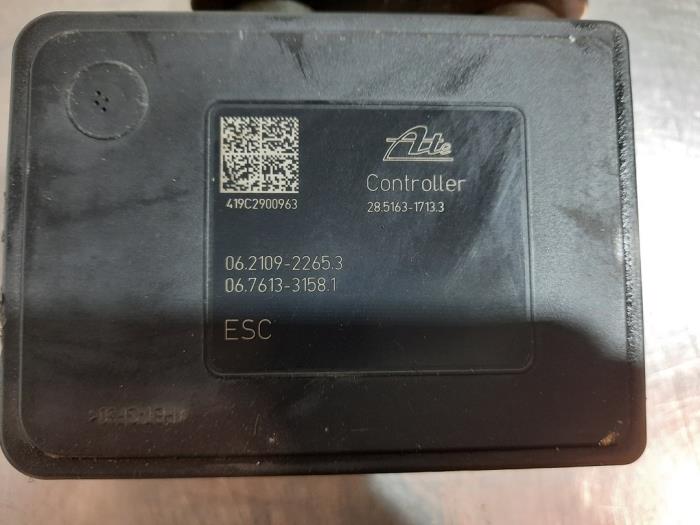 Ate
Controller
419C2900963
28.5163-1713.3
06.2109-2265.3
06.7613-3158.1
ESC